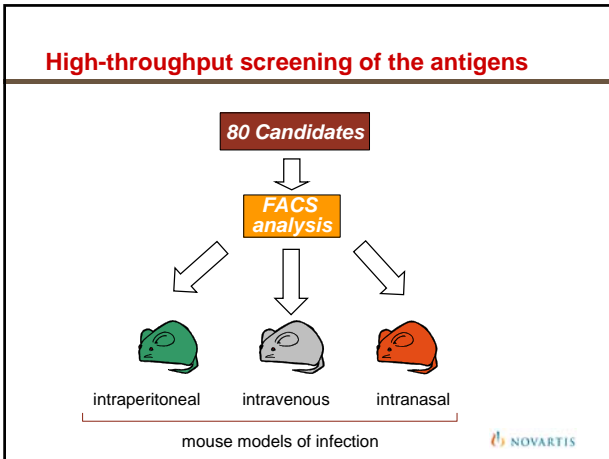 High-throughput screening of the antigens
80 Candidates
FACS
analysis
intraperitoneal intravenous intranasal
mouse models of infection
NOVARTIS